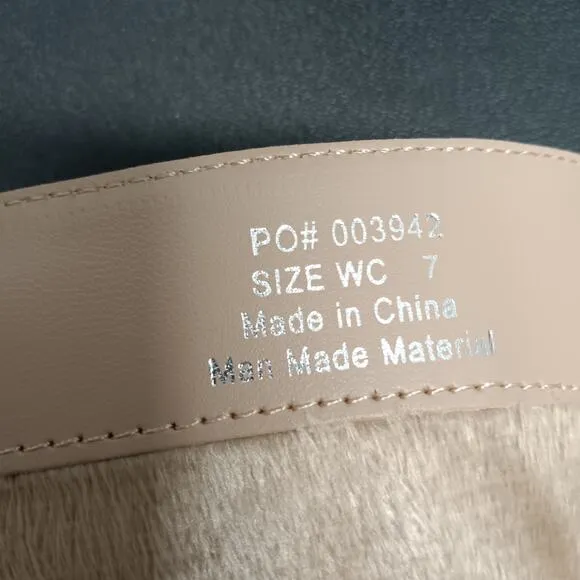 PO# 003942
SIZE WC 7
Made in China
Man Made Material